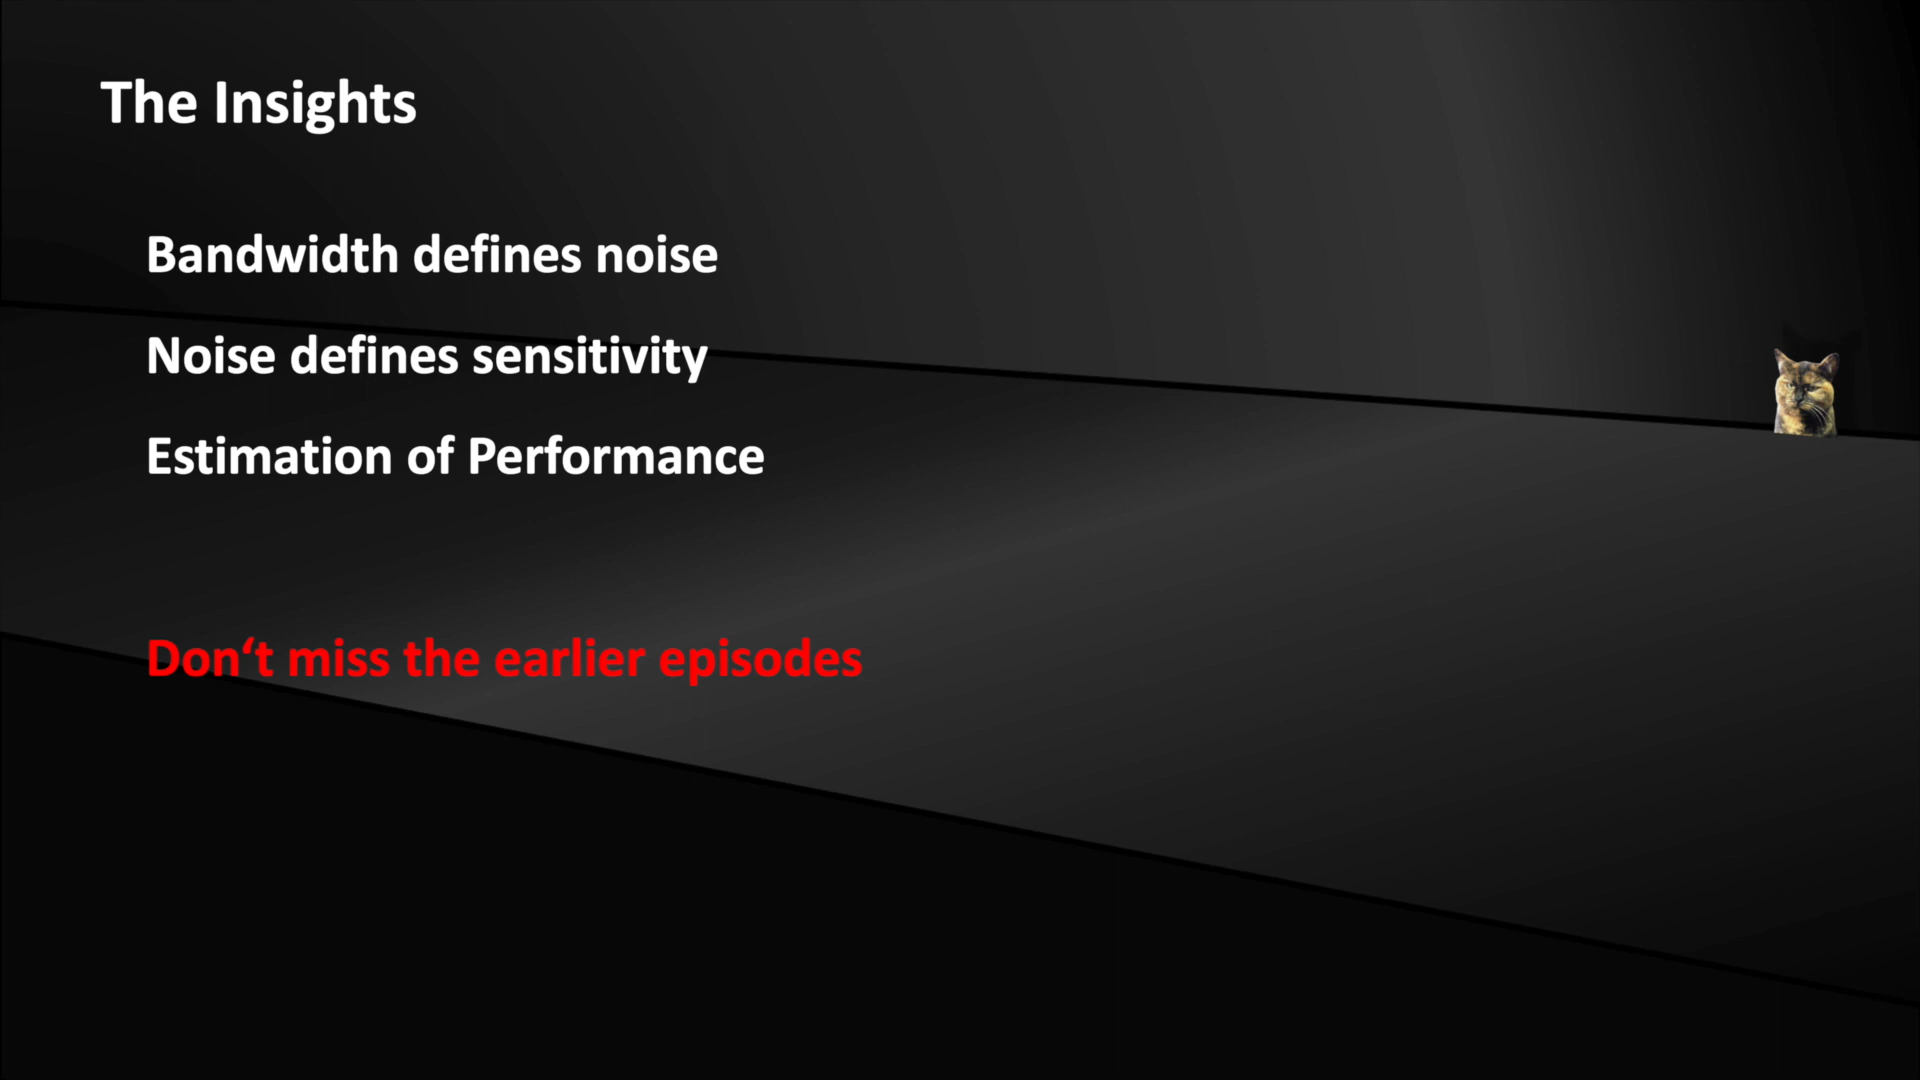 The Insights
Bandwidth defines noise
Noise defines sensitivity
Estimation of Performance
Don‘t miss the earlier episodes